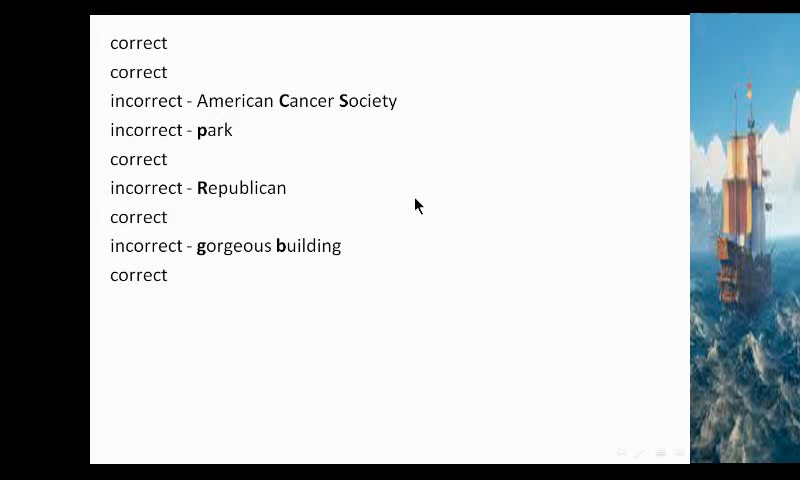 correct
correct
incorrect - American Cancer Society
incorrect - park
correct
incorrect - Republican
correct
incorrect - gorgeous building
correct